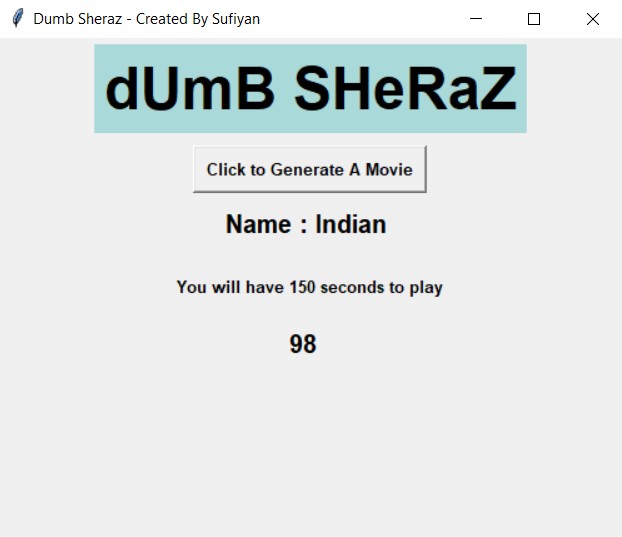 Dumb Sheraz - Created By Sufiyan
dUmB SHeRaZ
Click to Generate A Movie
Name : Indian
You will have 150 seconds to play
98